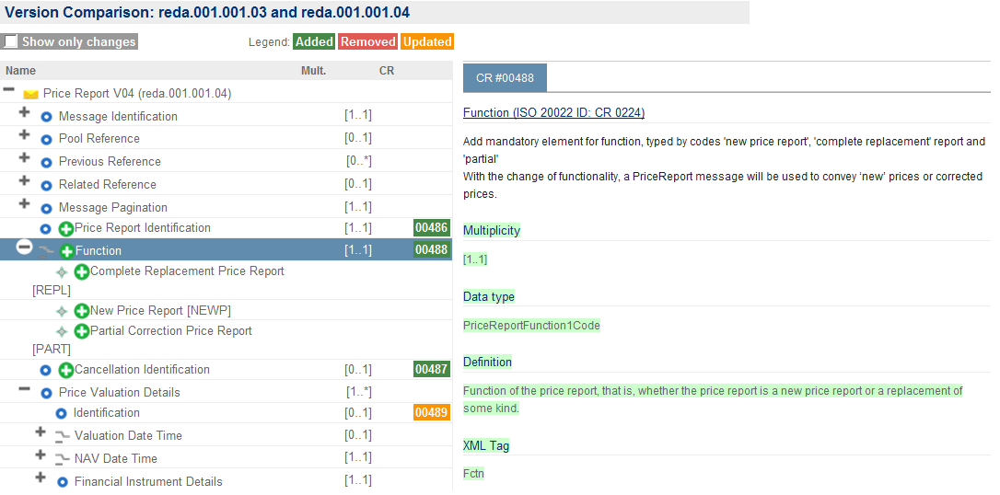 Version Comparison: reda.001.001.03 and reda.001.001.04
Show only changes
Legend: Added Removed Updated
Name Mult. CR
Price Report V04 (reda.001.001.04)
Message Identification [1..1]
Pool Reference [0..1]
Previous Reference [0..*]
Related Reference [0..1]
Message Pagination [1..1]
Price Report Identification [1..1] 00486
Function [1..1] 00488
Complete Replacement Price Report
[REPL]
New Price Report [NEWP]
Partial Correction Price Report
[PART]
Cancellation Identification [0..1] 00487
Price Valuation Details [1..*]
Identification [0..1] 00489
Valuation Date Time [0..1]
NAV Date Time [1..1]
Financial Instrument Details [1..1]
CR #00488
Function (ISO 20022 ID: CR 0224)
Add mandatory element for function, typed by codes 'new price report', 'complete replacement' report and
'partial'
With the change of functionality, a PriceReport message will be used to convey ‘new’ prices or corrected
prices.
Multiplicity
[1..1]
Data type
PriceReportFunction1Code
Definition
Function of the price report, that is, whether the price report is a new price report or a replacement of
some kind.
XML Tag
Fctn